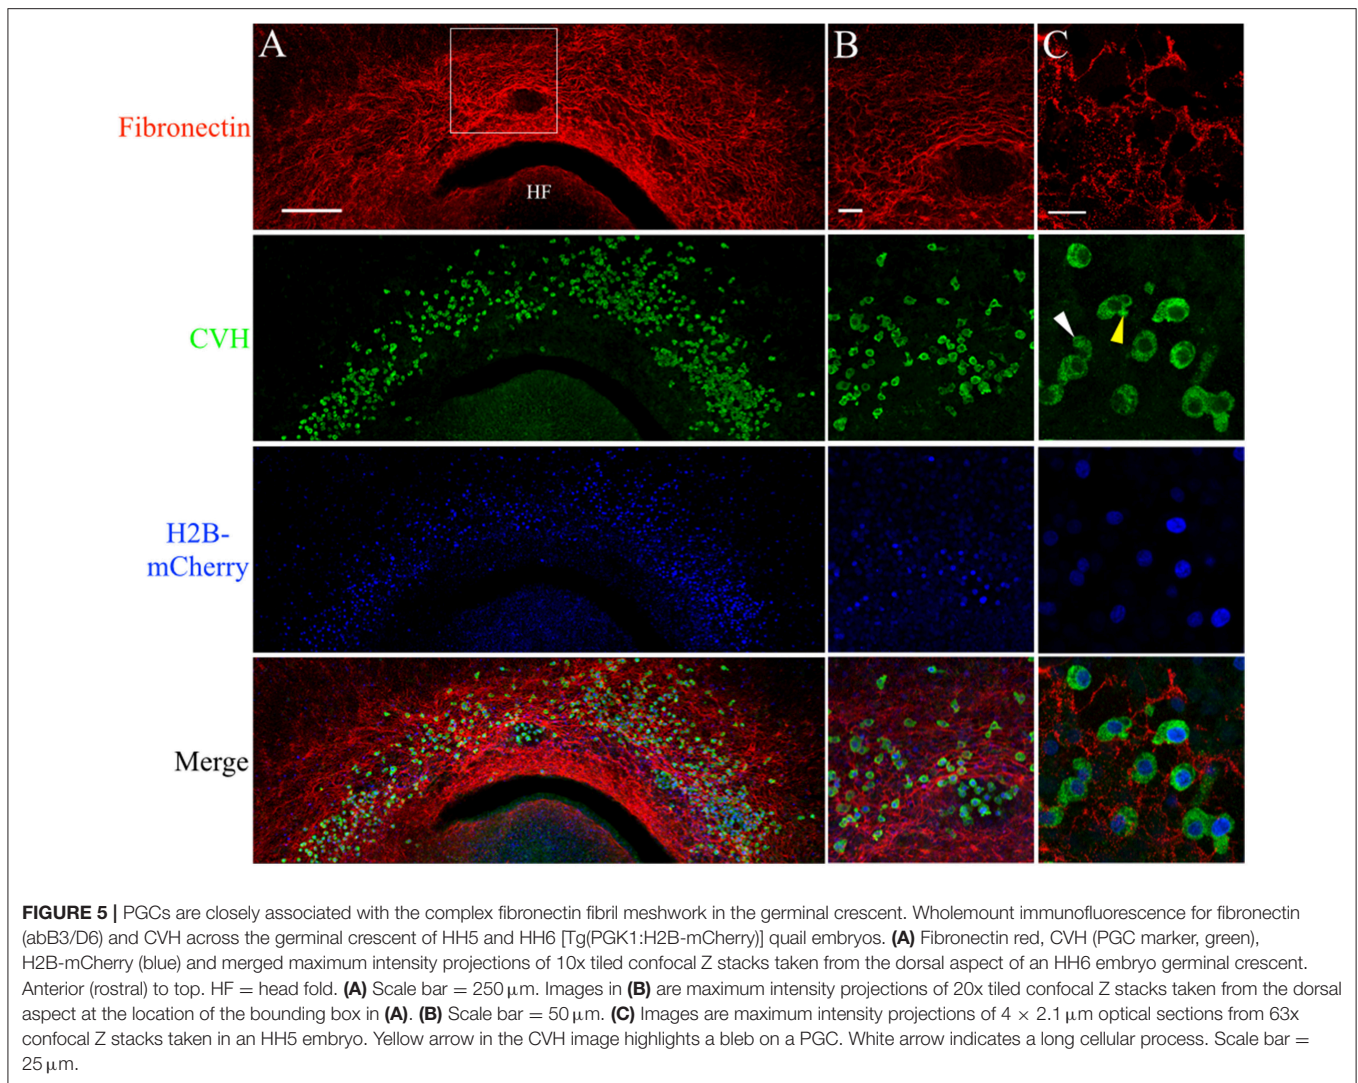 A
B
C
Fibronectin
HF
CVH
H2B-
mCherry
Merge
FIGURE 5 | PGCs are closely associated with the complex fibronectin fibril meshwork in the germinal crescent. Wholemount immunofluorescence for fibronectin
(abB3/D6) and CVH across the germinal crescent of HH5 and HH6 [Tg(PGK1:H2B-mCherry)] quail embryos. (A) Fibronectin red, CVH (PGC marker, green),
H2B-mCherry (blue) and merged maximum intensity projections of 10x tiled confocal Z stacks taken from the dorsal aspect of an HH6 embryo germinal crescent.
Anterior (rostral) to top. HF = head fold. (A) Scale bar = 250 μm. Images in (B) are maximum intensity projections of 20x tiled confocal Z stacks taken from the dorsal
aspect at the location of the bounding box in (A). (B) Scale bar = 50 μm. (C) Images are maximum intensity projections of 4 × 2.1 μm optical sections from 63x
confocal Z stacks taken in an HH5 embryo. Yellow arrow in the CVH image highlights a bleb on a PGC. White arrow indicates a long cellular process. Scale bar =
25 μm.